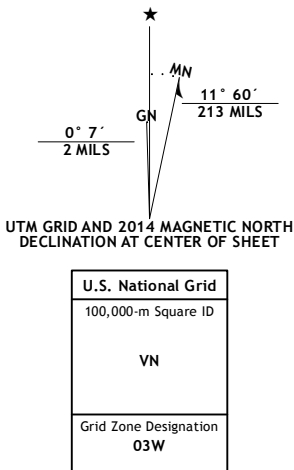 MN
11° 60´
213 MILS
GN
0° 7´
2 MILS
UTM GRID AND 2014 MAGNETIC NORTH
DECLINATION AT CENTER OF SHEET
U.S. National Grid
100,000-m Square ID
VN
Grid Zone Designation
03W